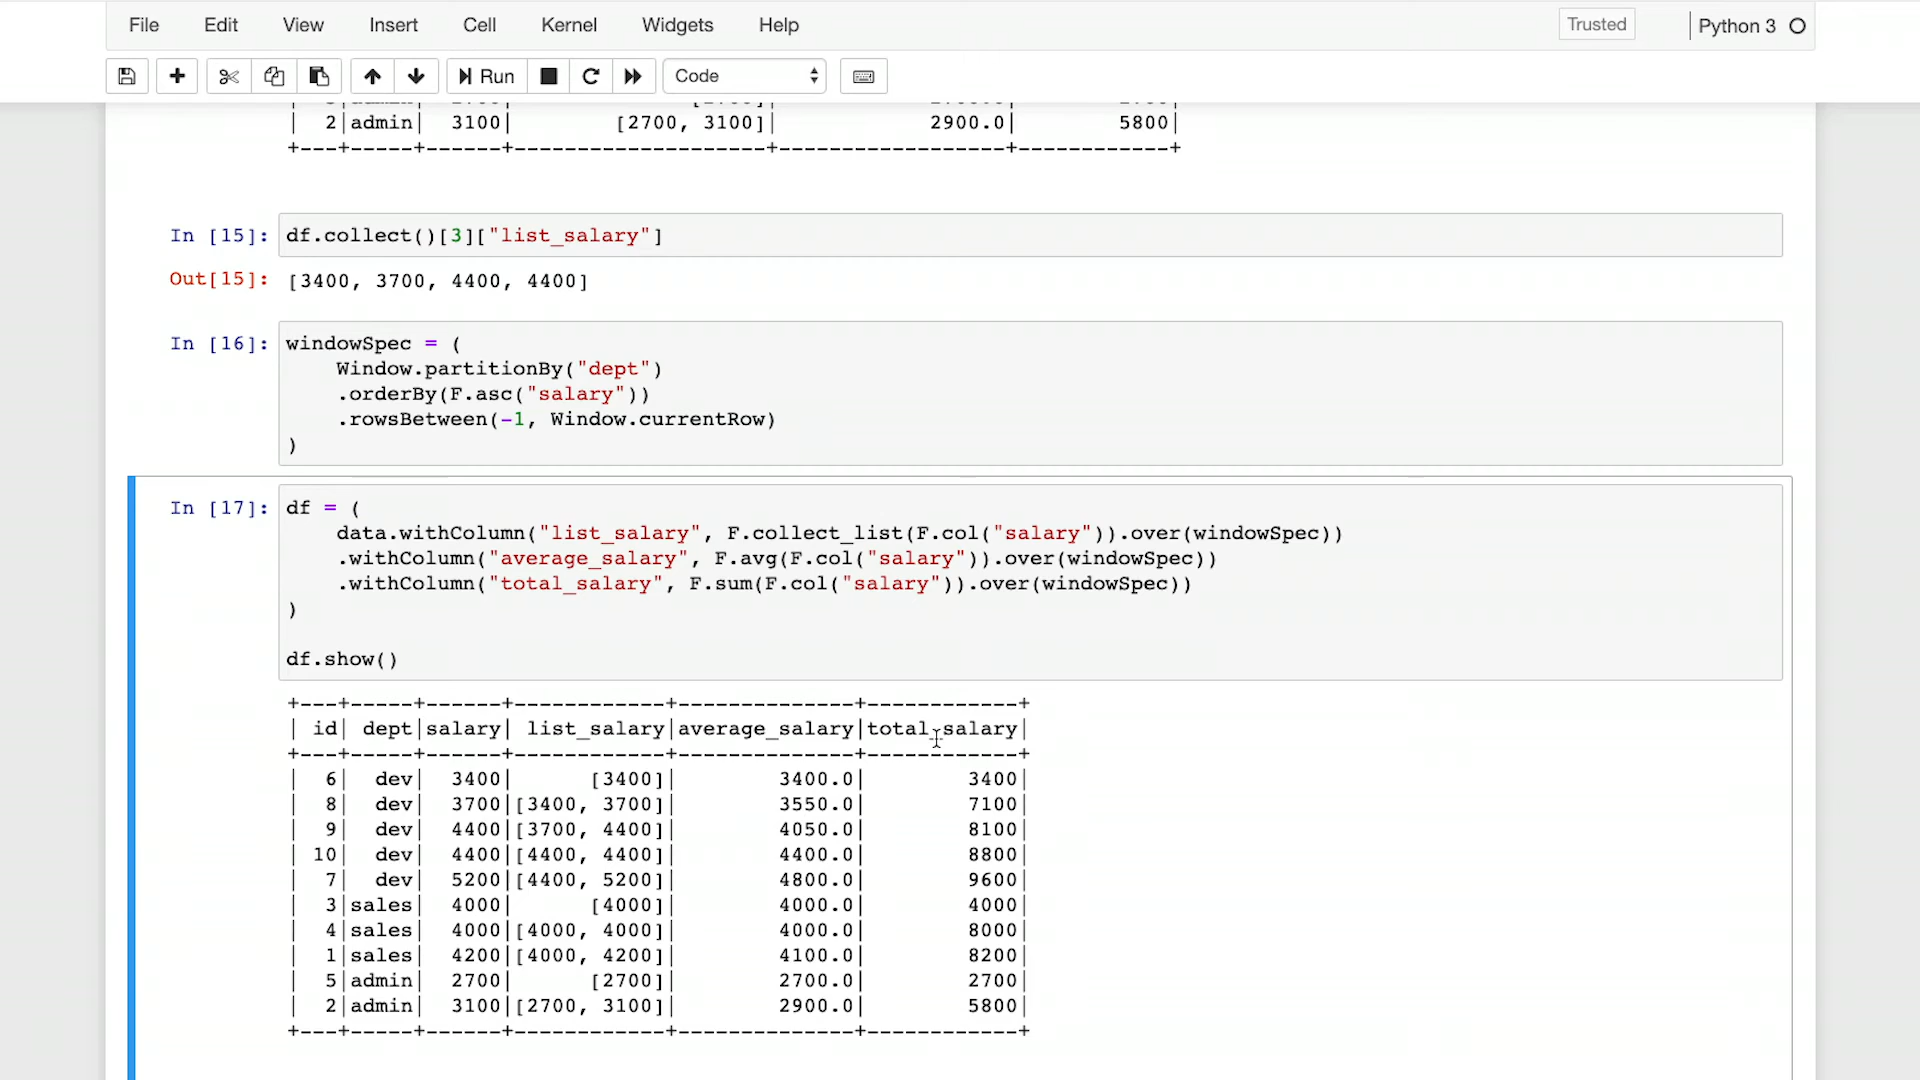 File Edit View Insert Cell Kernel Widgets Help Trusted Python 3
Run Code
| 2|admin| 3100| [2700, 3100]| 2900.0| 5800|
+---+-----+------+--------------------+------------------+------------+
In [15]: df.collect()[3]["list_salary"]
Out[15]: [3400, 3700, 4400, 4400]
In [16]: windowSpec = (
Window.partitionBy("dept")
.orderBy(F.asc("salary"))
.rowsBetween(-1, Window.currentRow)
)
In [17]: df = (
data.withColumn("list_salary", F.collect_list(F.col("salary")).over(windowSpec))
.withColumn("average_salary", F.avg(F.col("salary")).over(windowSpec))
.withColumn("total_salary", F.sum(F.col("salary")).over(windowSpec))
)
df.show()
+---+-----+------+------------+--------------+------------+
| id| dept|salary| list_salary|average_salary|total_salary|
+---+-----+------+------------+--------------+------------+
| 6| dev| 3400| [3400]| 3400.0| 3400|
| 8| dev| 3700|[3400, 3700]| 3550.0| 7100|
| 9| dev| 4400|[3700, 4400]| 4050.0| 8100|
| 10| dev| 4400|[4400, 4400]| 4400.0| 8800|
| 7| dev| 5200|[4400, 5200]| 4800.0| 9600|
| 3|sales| 4000| [4000]| 4000.0| 4000|
| 4|sales| 4000|[4000, 4000]| 4000.0| 8000|
| 1|sales| 4200|[4000, 4200]| 4100.0| 8200|
| 5|admin| 2700| [2700]| 2700.0| 2700|
| 2|admin| 3100|[2700, 3100]| 2900.0| 5800|
+---+-----+------+------------+--------------+------------+